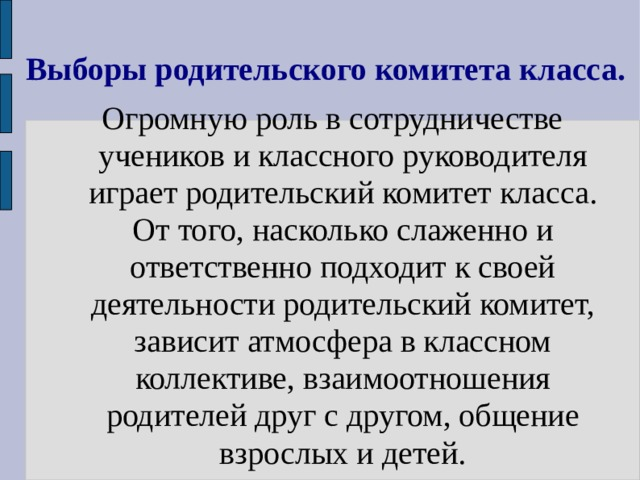 Выборы родительского комитета класса.
Огромную роль в сотрудничестве
учеников и классного руководителя
играет родительский комитет класса.
От того, насколько слаженно и
ответственно подходит к своей
деятельности родительский комитет,
зависит атмосфера в классном
коллективе, взаимоотношения
родителей друг с другом, общение
взрослых и детей.